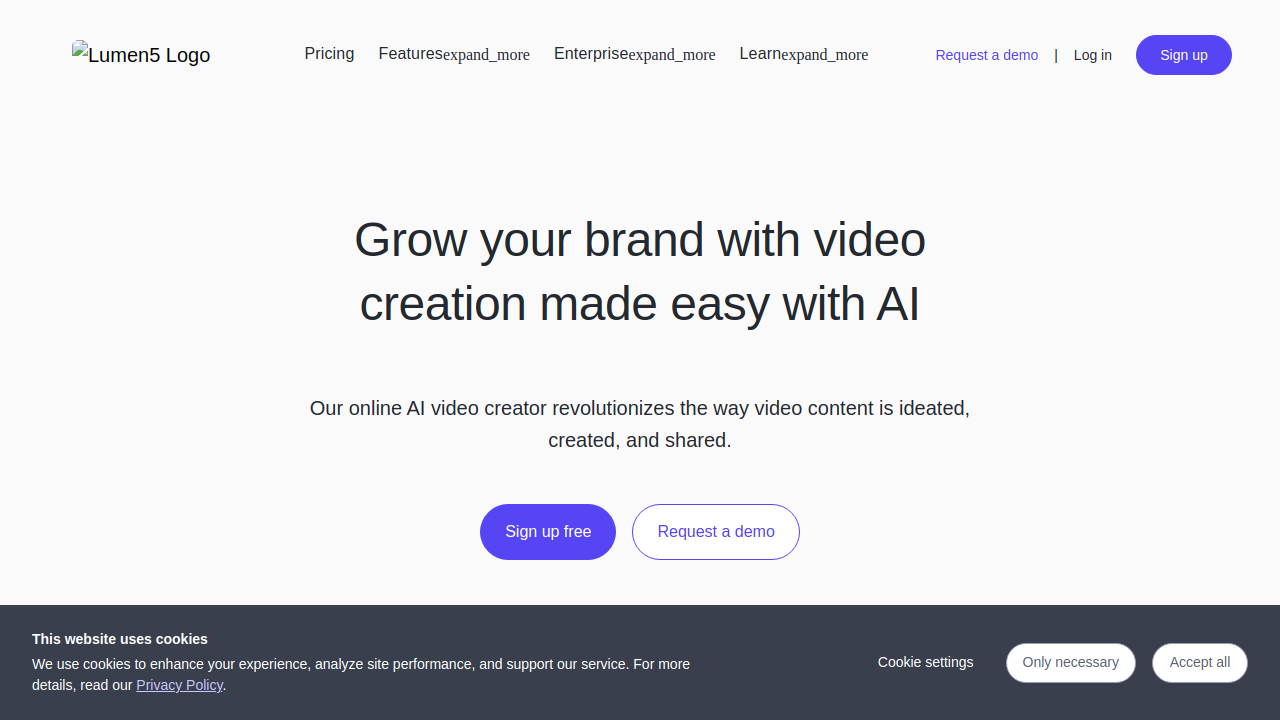 Lumen5 Logo
Pricing
Featuresexpand_more
Enterpriseexpand_more
Learnexpand_more
Request a demo
|
Log in
Sign up
Grow your brand with video
creation made easy with AI
Our online AI video creator revolutionizes the way video content is ideated,
created, and shared.
Sign up free
Request a demo
This website uses cookies
We use cookies to enhance your experience, analyze site performance, and support our service. For more
details, read our Privacy Policy.
Cookie settings
Only necessary
Accept all